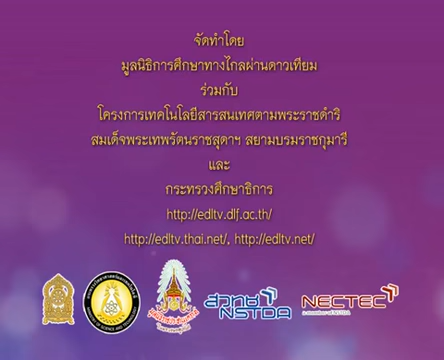 จัดทำโดย
มูลนิธิการศึกษาทางไกลผ่านดาวเทียม
ร่วมกับ
โครงการเทคโนโลยีสารสนเทศตามพระราชดำริ
สมเด็จพระเทพรัตนราชสุดาฯ สยามบรมราชกุมารี
และ
กระทรวงศึกษาธิการ
http://edltv.dlf.ac.th/
http://edltv.thai.net/, http://edltv.net/
สวทช
NSTDA
NECTEC
a member of NSTDA